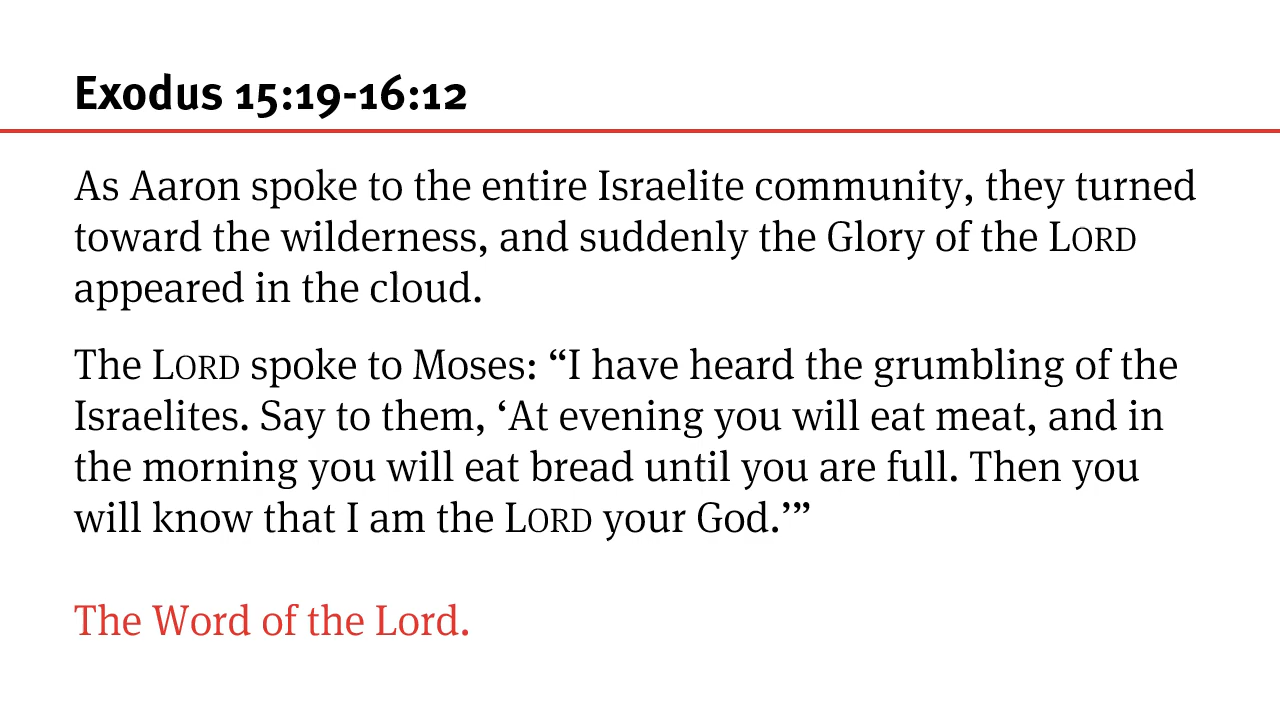 Exodus 15:19-16:12
As Aaron spoke to the entire Israelite community, they turned
toward the wilderness, and suddenly the Glory of the LORD
appeared in the cloud.
The LORD spoke to Moses: “I have heard the grumbling of the
Israelites. Say to them, ‘At evening you will eat meat, and in
the morning you will eat bread until you are full. Then you
will know that I am the LORD your God.’”
The Word of the Lord.